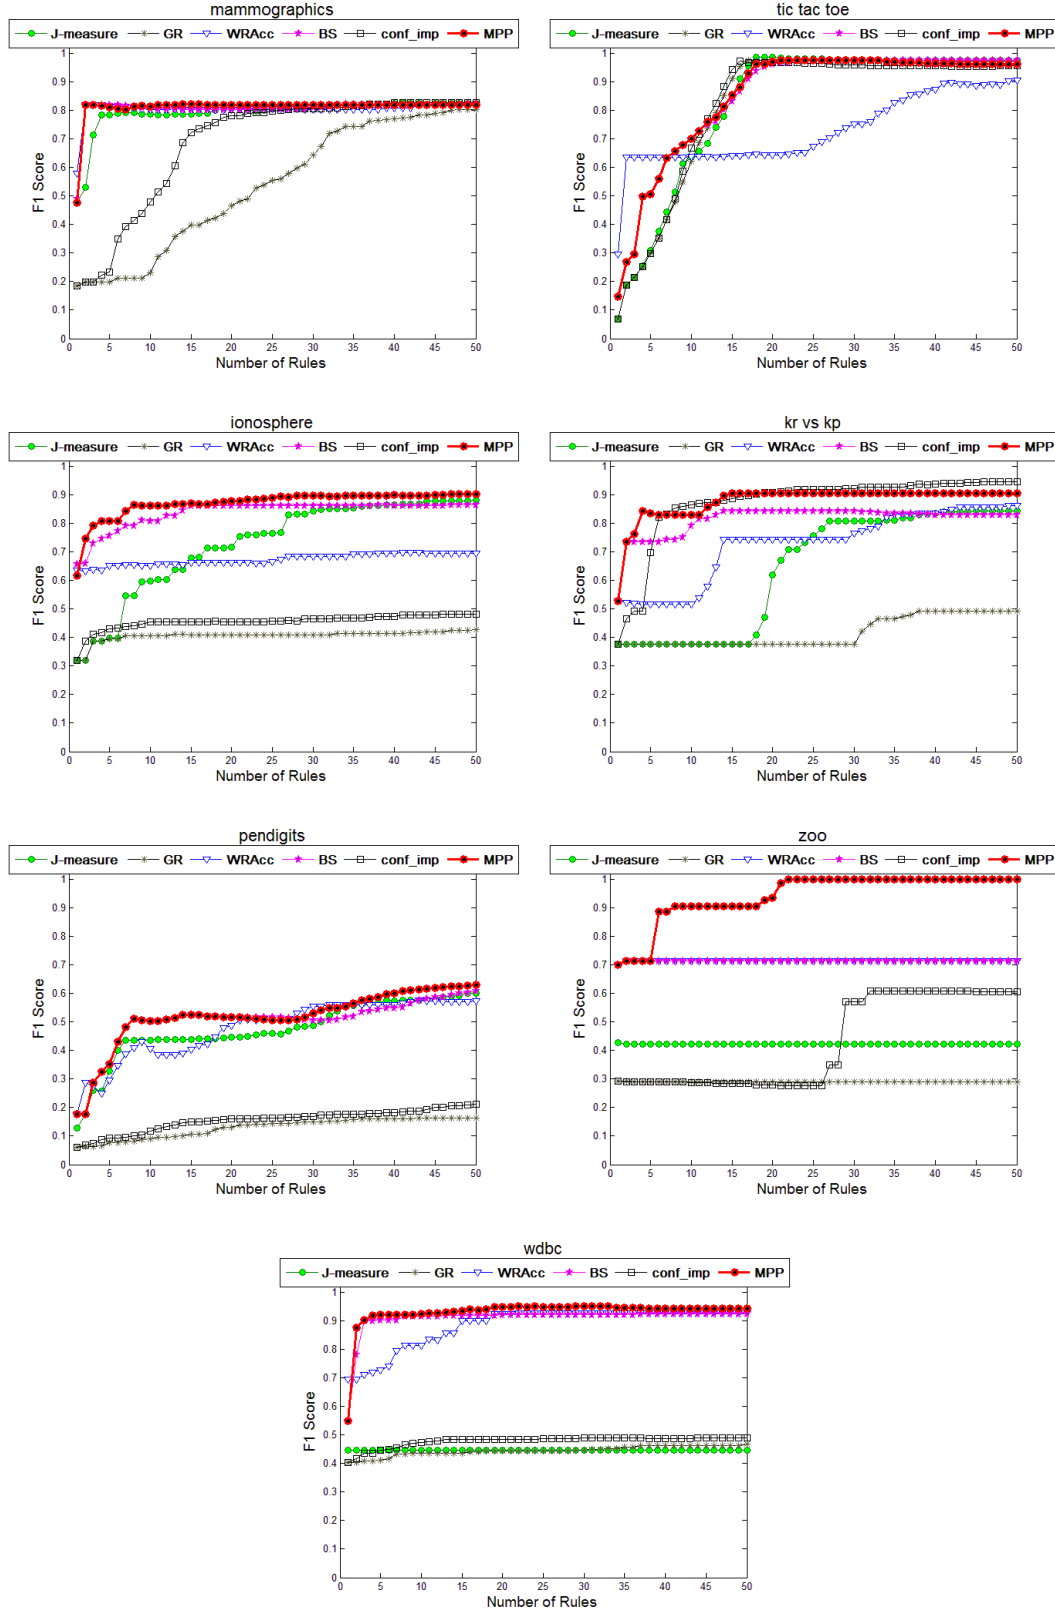 mammographics
J-measure GR WRAcc BS conf_imp MPP
1
0.9
0.8
0.7
0.6
0.5
0.4
0.3
0.2
0.1
0
F1 Score
0 5 10 15 20 25 30 35 40 45 50
Number of Rules
tic tac toe
J-measure GR WRAcc BS conf_imp MPP
1
0.9
0.8
0.7
0.6
0.5
0.4
0.3
0.2
0.1
0
F1 Score
0 5 10 15 20 25 30 35 40 45 50
Number of Rules
ionosphere
J-measure GR WRAcc BS conf_imp MPP
1
0.9
0.8
0.7
0.6
0.5
0.4
0.3
0.2
0.1
0
F1 Score
0 5 10 15 20 25 30 35 40 45 50
Number of Rules
kr vs kp
J-measure GR WRAcc BS conf_imp MPP
1
0.9
0.8
0.7
0.6
0.5
0.4
0.3
0.2
0.1
0
F1 Score
0 5 10 15 20 25 30 35 40 45 50
Number of Rules
pendigits
J-measure GR WRAcc BS conf_imp MPP
1
0.9
0.8
0.7
0.6
0.5
0.4
0.3
0.2
0.1
0
F1 Score
0 5 10 15 20 25 30 35 40 45 50
Number of Rules
zoo
J-measure GR WRAcc BS conf_imp MPP
1
0.9
0.8
0.7
0.6
0.5
0.4
0.3
0.2
0.1
0
F1 Score
0 5 10 15 20 25 30 35 40 45 50
Number of Rules
wdbc
J-measure GR WRAcc BS conf_imp MPP
1
0.9
0.8
0.7
0.6
0.5
0.4
0.3
0.2
0.1
0
F1 Score
0 5 10 15 20 25 30 35 40 45 50
Number of Rules